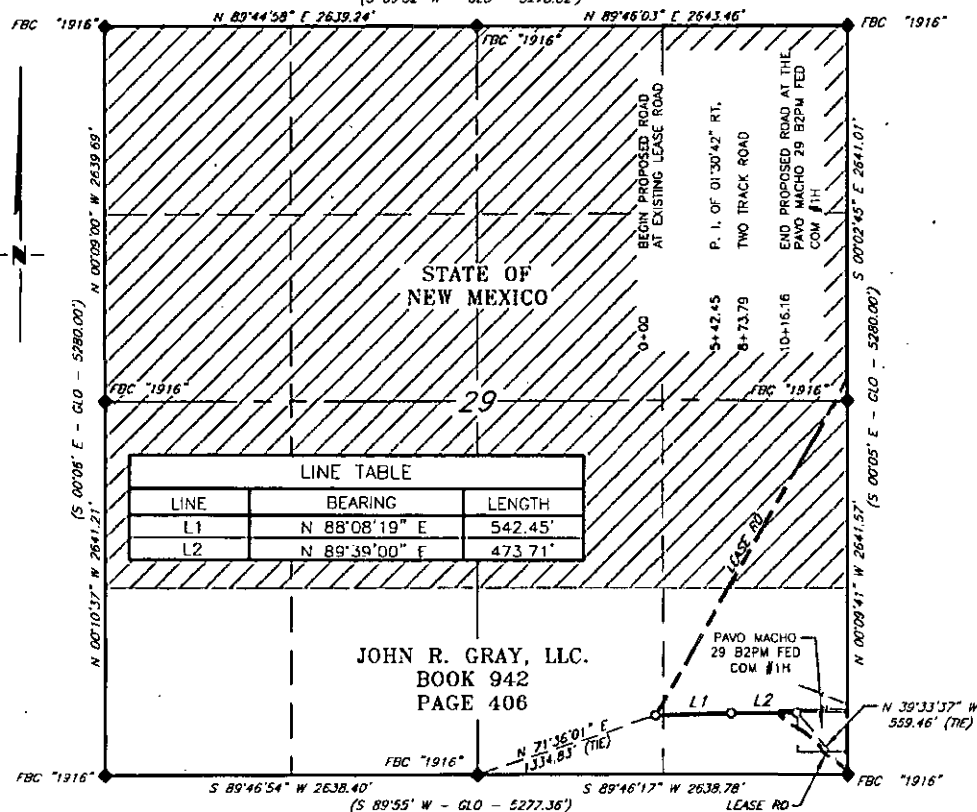 N 89°44'58" E 2639.24'
N 89°46'03" E 2643.46'
FBC "1916"
FBC "1916"
FBC "1916"
N 00°09'00" W 2639.69'
S 00°02'45" E 2641.01'
N
BEGIN PROPOSED ROAD
AT EXISTING LEASE ROAD
P. I. OF 01°30'42" RT.
TWO TRACK ROAD
END PROPOSED ROAD AT THE
PAVO MACHO 29 B2PM FED
COM #1H
0+00
5+42.45
8+73.79
10+16.16
STATE OF
NEW MEXICO
(S 00°06' E - GLO - 5280.00')
(S 00°05' E - GLO - 5280.00')
FBC "1916"
29
FBC "1916"
LINE TABLE
LINE BEARING LENGTH
L1 N 88°08'19" E 542.45'
L2 N 89°39'00" E 473.71'
N 00°10'37" W 2641.21'
N 00°09'41" W 2641.57'
LEASE RD
JOHN R. GRAY, LLC.
BOOK 942
PAGE 406
PAVO MACHO
29 B2PM FED
COM #1H
L1
L2
N 39°33'37" W
559.46' (TIE)
N 71°36'01" E
1334.83' (TIE)
FBC "1916"
FBC "1916"
FBC "1916"
S 89°46'54" W 2638.40'
S 89°46'17" W 2638.78'
(S 89°55' W - GLO - 5277.36')
LEASE RD